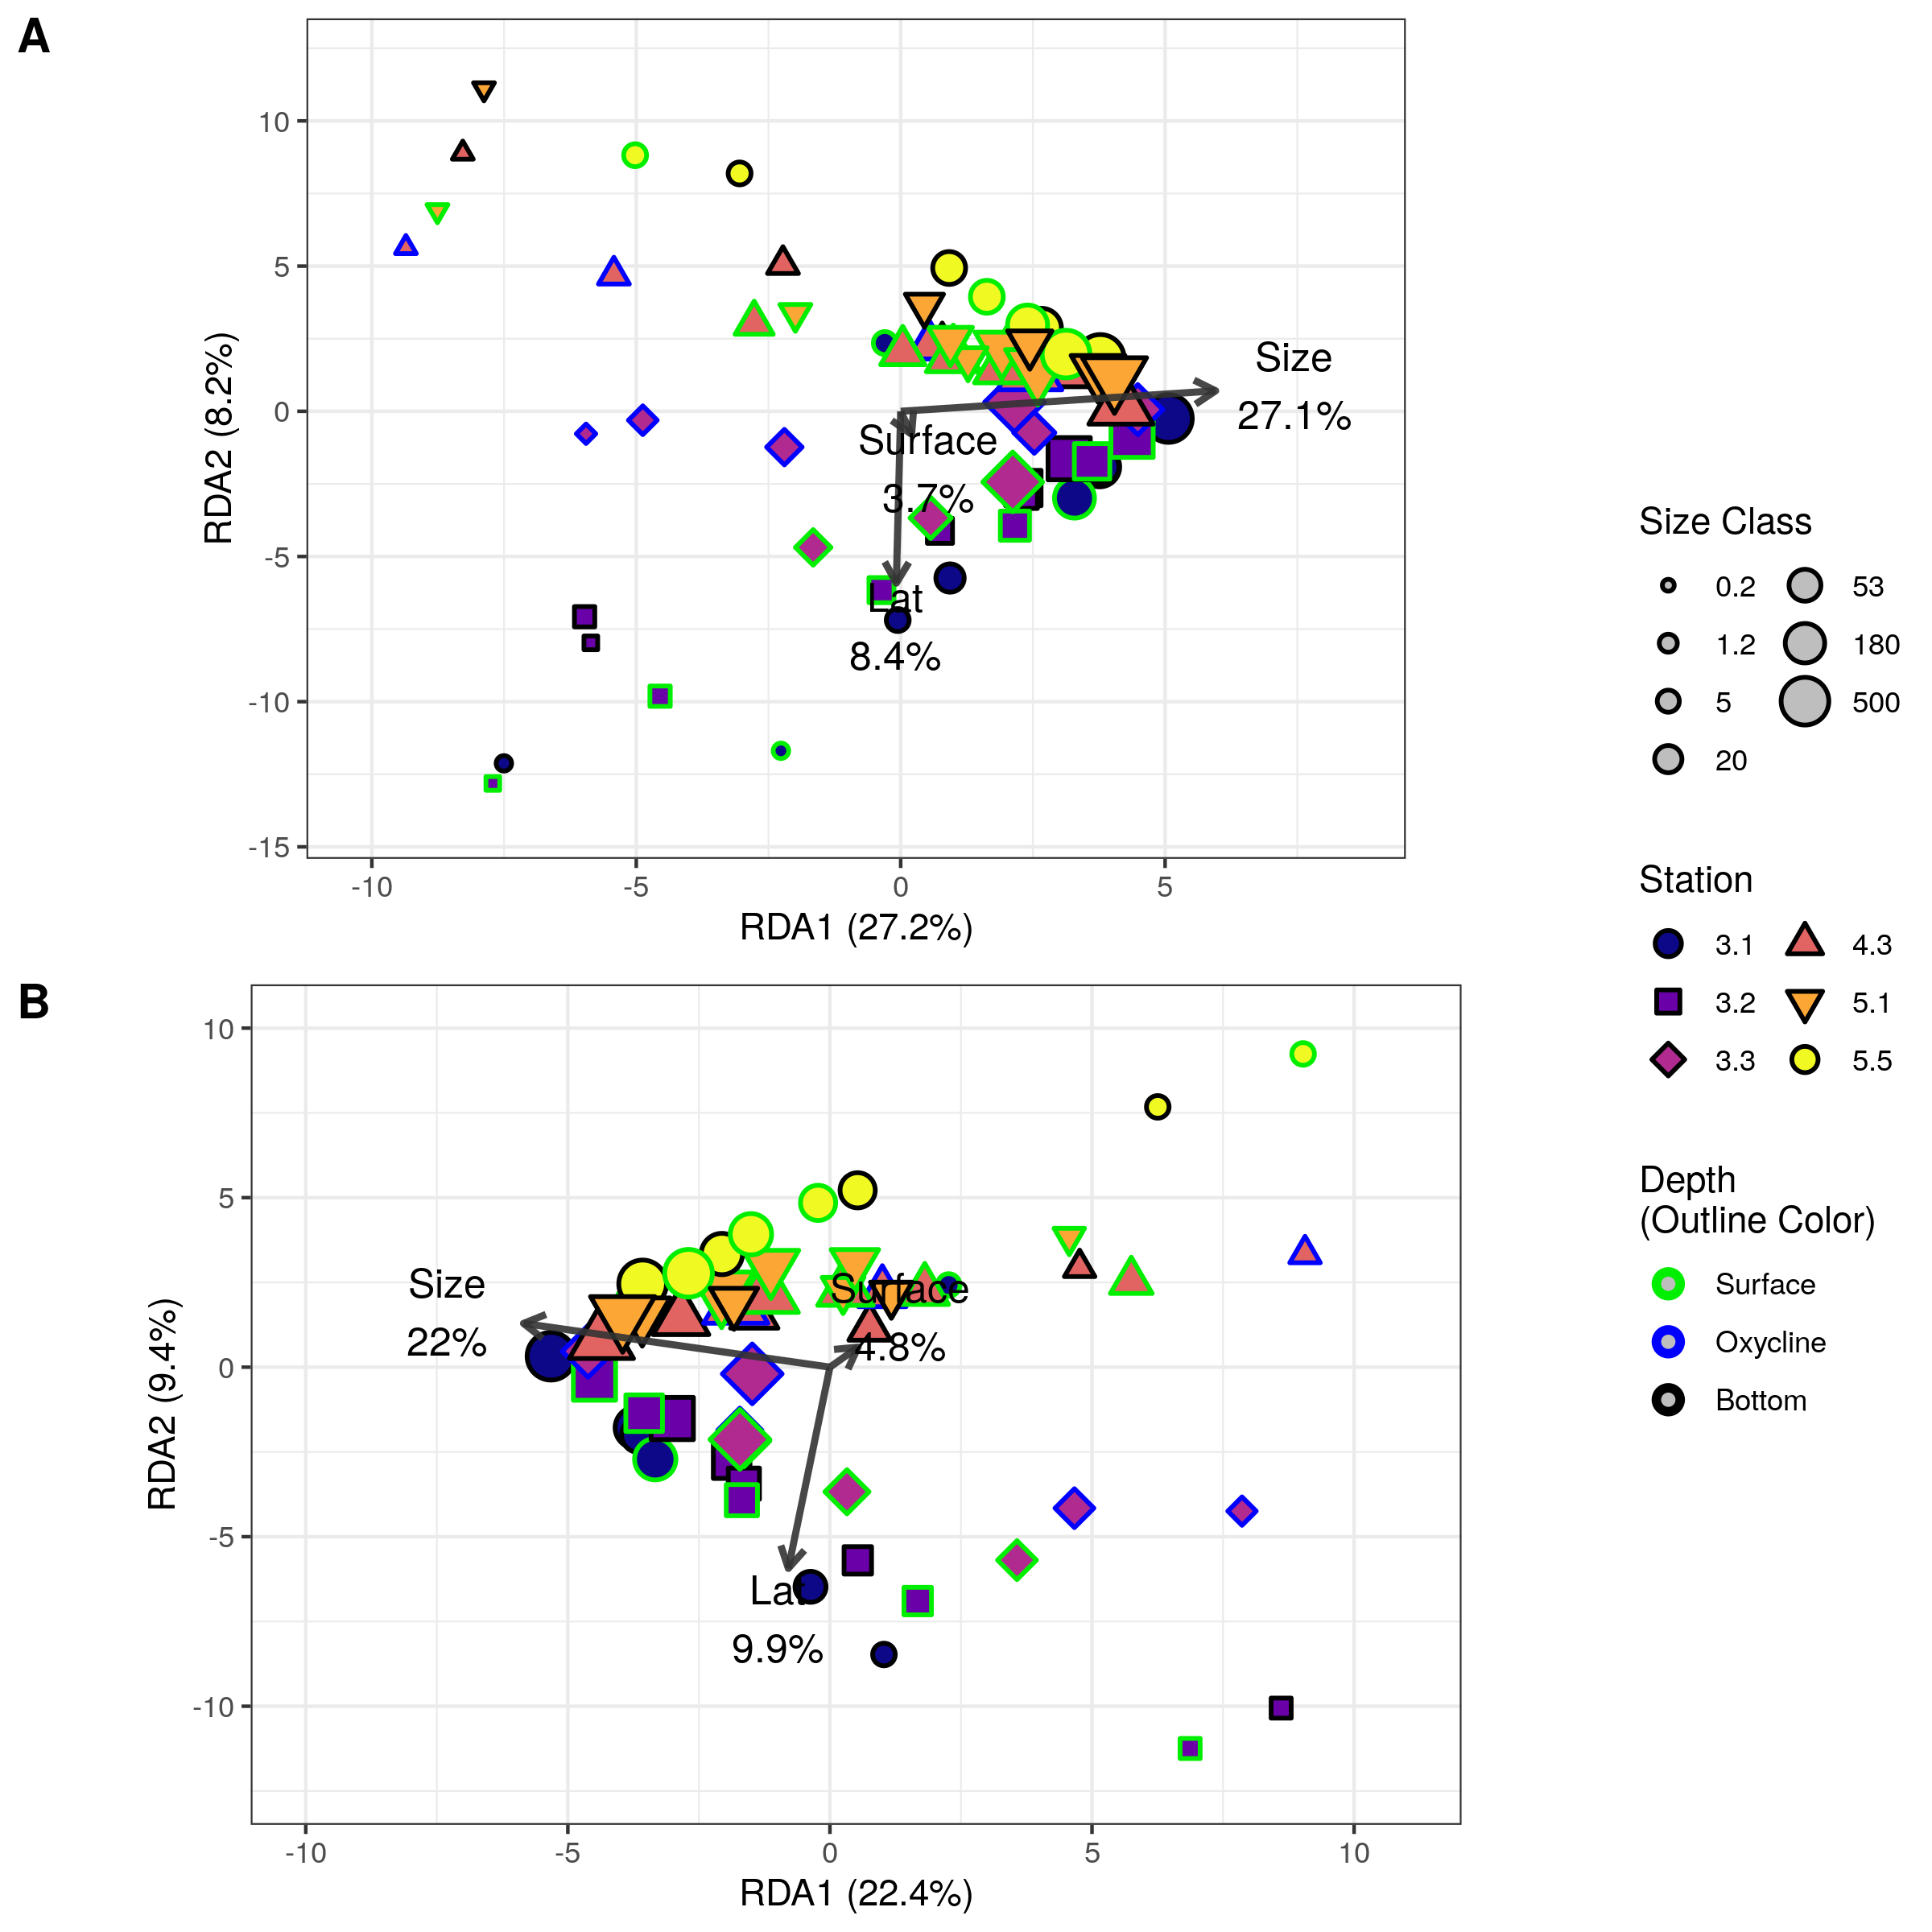 A
10
5
0
-5
-10
-15
RDA2 (8.2%)
Size
27.1%
Surface
3.7%
Lat
8.4%
-10
-5
0
5
RDA1 (27.2%)
B
10
5
0
-5
-10
RDA2 (9.4%)
Size
22%
Surface
4.8%
Lat
9.9%
-10
-5
0
5
10
RDA1 (22.4%)
Size Class
0.2
53
1.2
180
5
500
20
Station
3.1
4.3
3.2
5.1
3.3
5.5
Depth
(Outline Color)
Surface
Oxycline
Bottom